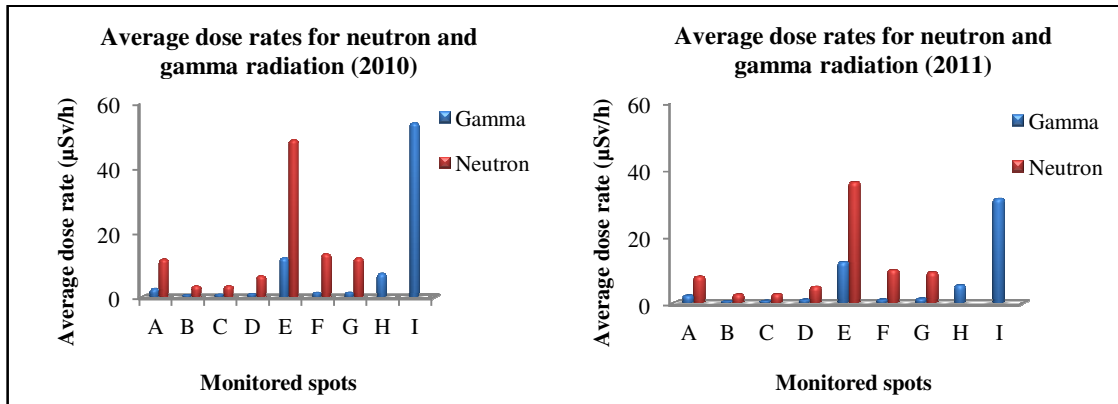 Average dose rates for neutron and
gamma radiation (2010)
Average dose rate (μSv/h)
60
40
20
0
A B C D E F G H I
Monitored spots
Gamma
Neutron
Average dose rates for neutron and
gamma radiation (2011)
Average dose rate (μSv/h)
60
40
20
0
A B C D E F G H I
Monitored spots
Gamma
Neutron